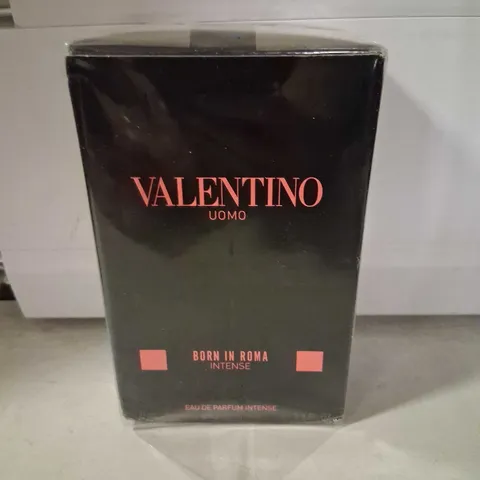 VALENTINO
UOMO
BORN IN ROMA
INTENSE
EAU DE PARFUM INTENSE